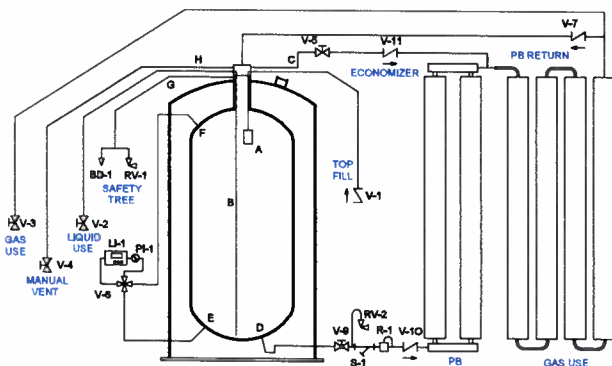 V-7
V-5
V-11
PB RETURN
H
C
ECONOMIZER
G
F
A
BD-1
RV-1
SAFETY
TREE
TOP
FILL
V-1
B
V-3
GAS
USE
V-2
LIQUID
USE
V-4
MANUAL
VENT
LI-1
PI-1
V-6
E
D
RV-2
V-9
R-1
V-10
S-1
PB
GAS USE